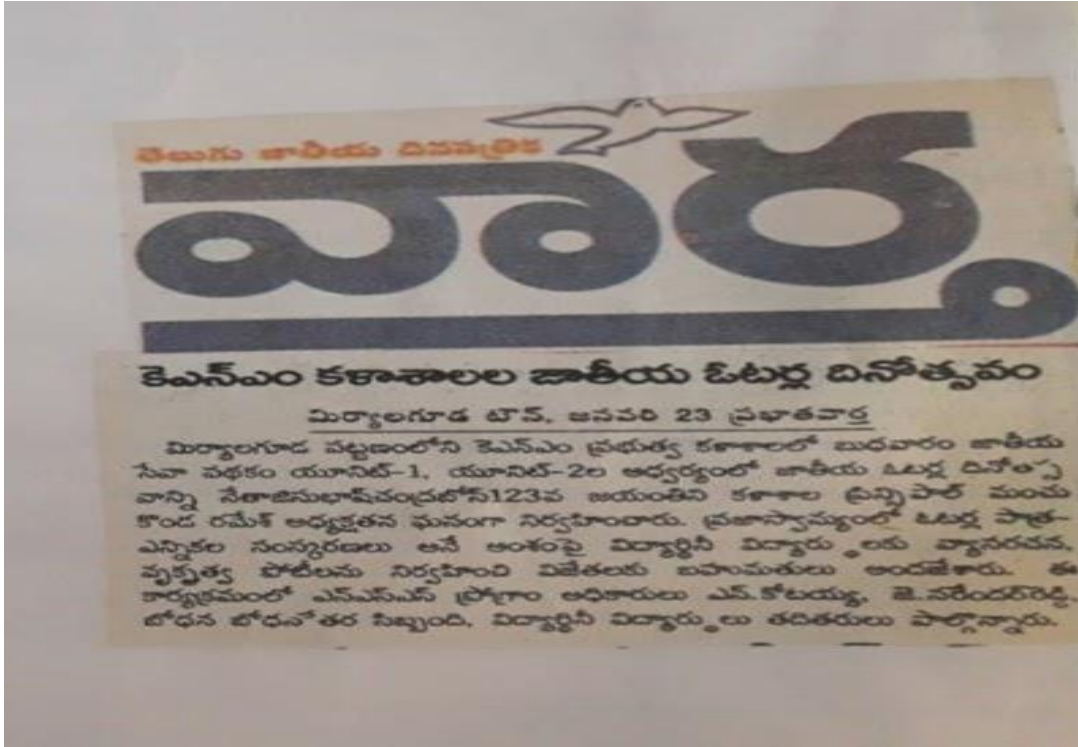 తెలుగు జాతీయ దినపత్రిక
వార్త
కెఎన్ఎం కళాశాలల జాతీయ ఓటర్ల దినోత్సవం
మిర్యాలగూడ టౌన్, జనవరి 23 ప్రభాతవార్త
మిర్యాలగూడ పట్టణంలోని కెఎన్ఎం ప్రభుత్వ కళాశాలలో బుధవారం జాతీయ
సేవా పథకం యూనిట్-1, యూనిట్-2ల ఆధ్వర్యంలో జాతీయ ఓటర్ల దినోత్స
వాన్ని నేతాజిసుభాష్‌చంద్రబోస్123వ జయంతిని కళాశాల ప్రిన్సిపాల్ మంచు
కొండ రమేశ్ అధ్యక్షతన ఘనంగా నిర్వహించారు. ప్రజాస్వామ్యంలో ఓటర్ల పాత్ర-
ఎన్నికల సంస్కరణలు అనే అంశంపై విద్యార్థినీ విద్యార్థులకు వ్యాసరచన,
వృక్తృత్వ పోటీలను నిర్వహించి విజేతలకు బహుమతులు అందజేశారు. ఈ
కార్యక్రమంలో ఎన్ఎస్ఎస్ ప్రోగ్రాం అధికారులు ఎన్.కోటయ్య, జె.నరేందర్‌రెడ్డి,
బోధన బోధనేతర సిబ్బంది, విద్యార్థినీ విద్యార్థులు తదితరులు పాల్గొన్నారు.